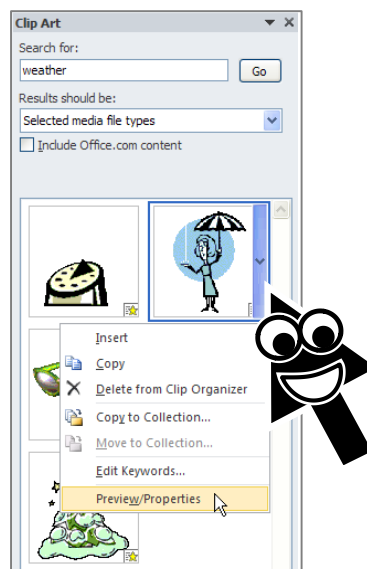 Clip Art
Search for:
weather
Go
Results should be:
Selected media file types
Include Office.com content
Insert
Copy
Delete from Clip Organizer
Copy to Collection...
Move to Collection...
Edit Keywords...
Preview/Properties